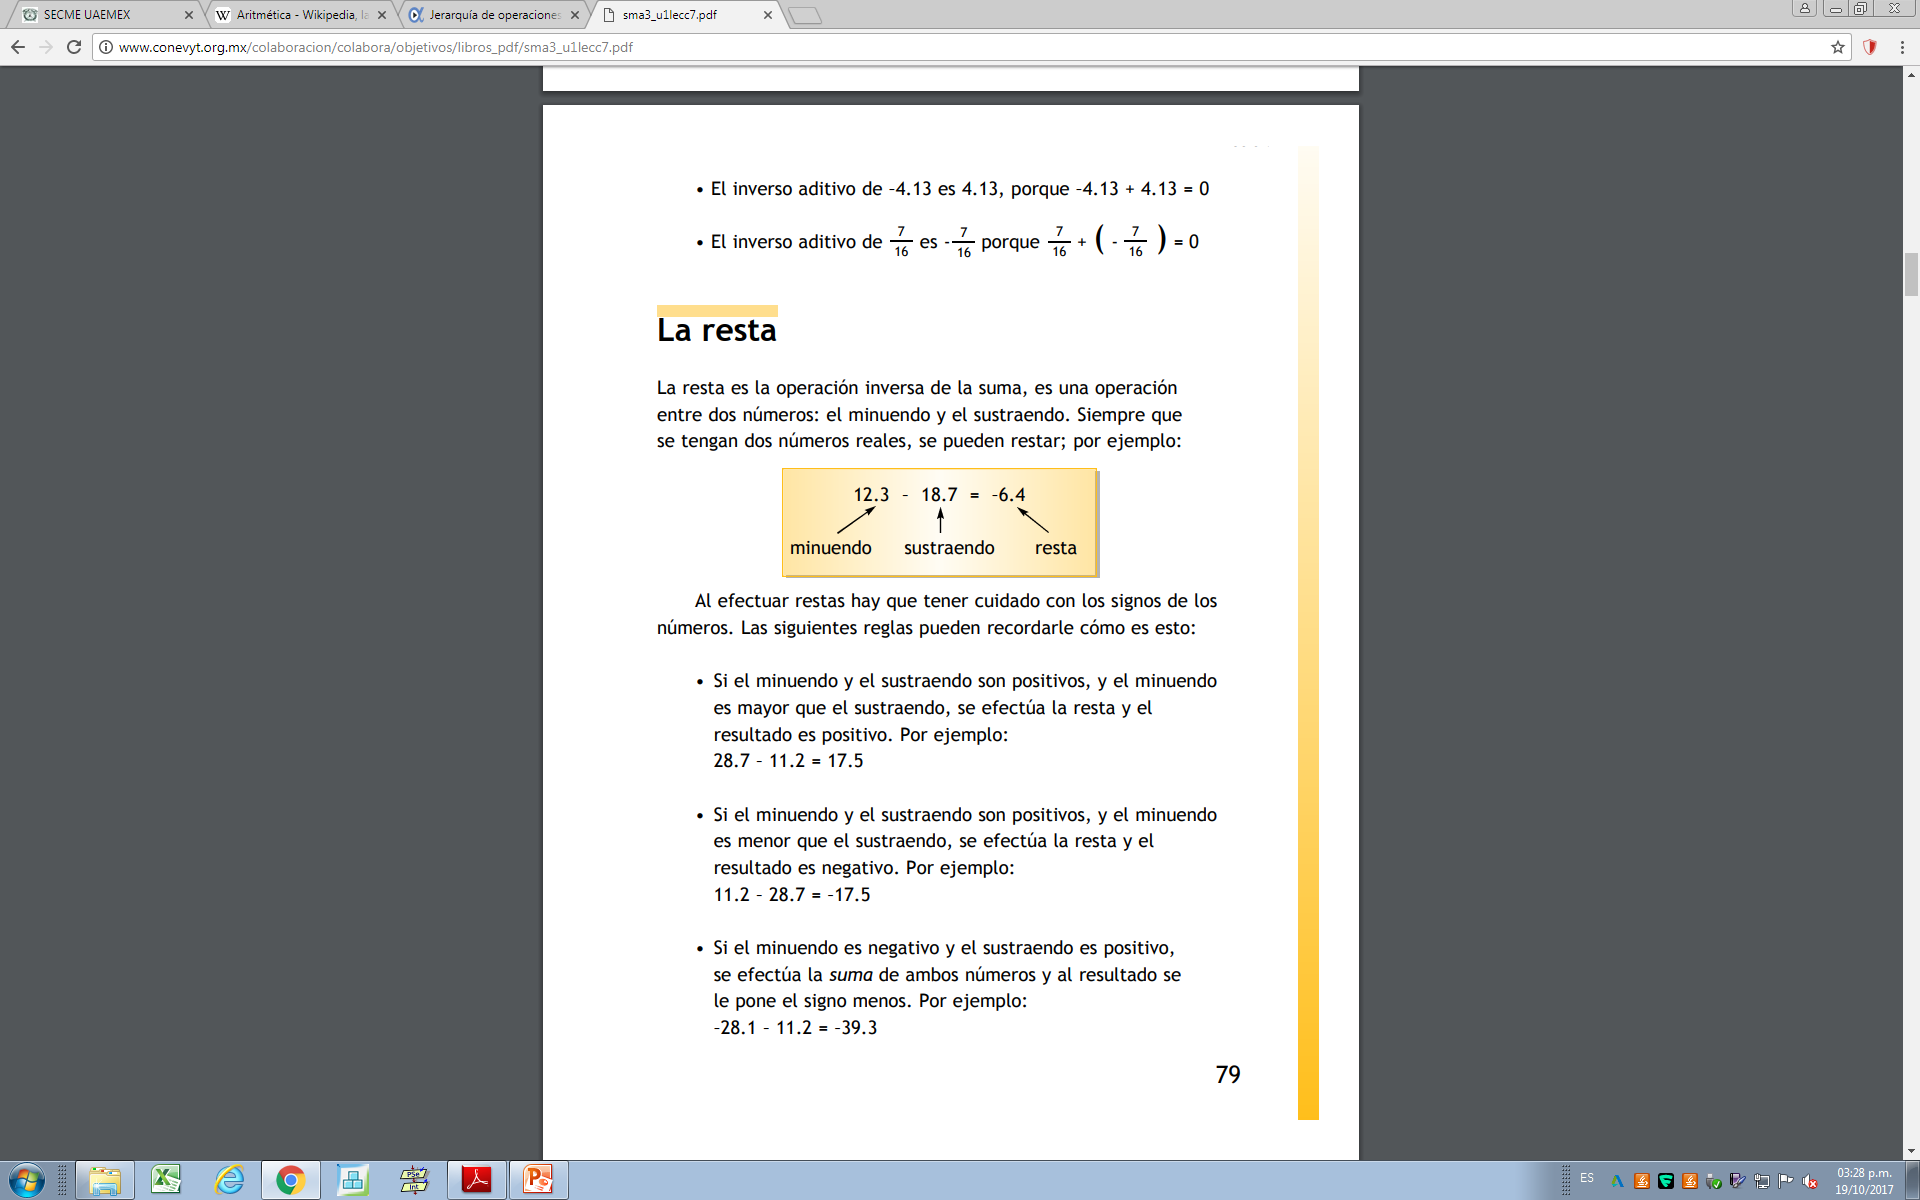 SECME UAEMEX
Aritmética - Wikipedia, la
Jerarquía de operaciones
sma3_u1lecc7.pdf
www.conevyt.org.mx/colaboracion/colabora/objetivos/libros_pdf/sma3_u1lecc7.pdf
• El inverso aditivo de -4.13 es 4.13, porque -4.13 + 4.13 = 0
• El inverso aditivo de 7/16 es -7/16 porque 7/16 + ( - 7/16 ) = 0
La resta
La resta es la operación inversa de la suma, es una operación
entre dos números: el minuendo y el sustraendo. Siempre que
se tengan dos números reales, se pueden restar; por ejemplo:
12.3 - 18.7 = -6.4
minuendo sustraendo resta
Al efectuar restas hay que tener cuidado con los signos de los
números. Las siguientes reglas pueden recordarle cómo es esto:
• Si el minuendo y el sustraendo son positivos, y el minuendo
es mayor que el sustraendo, se efectúa la resta y el
resultado es positivo. Por ejemplo:
28.7 - 11.2 = 17.5
• Si el minuendo y el sustraendo son positivos, y el minuendo
es menor que el sustraendo, se efectúa la resta y el
resultado es negativo. Por ejemplo:
11.2 - 28.7 = -17.5
• Si el minuendo es negativo y el sustraendo es positivo,
se efectúa la suma de ambos números y al resultado se
le pone el signo menos. Por ejemplo:
-28.1 - 11.2 = -39.3
79
ES
03:28 p.m.
19/10/2017